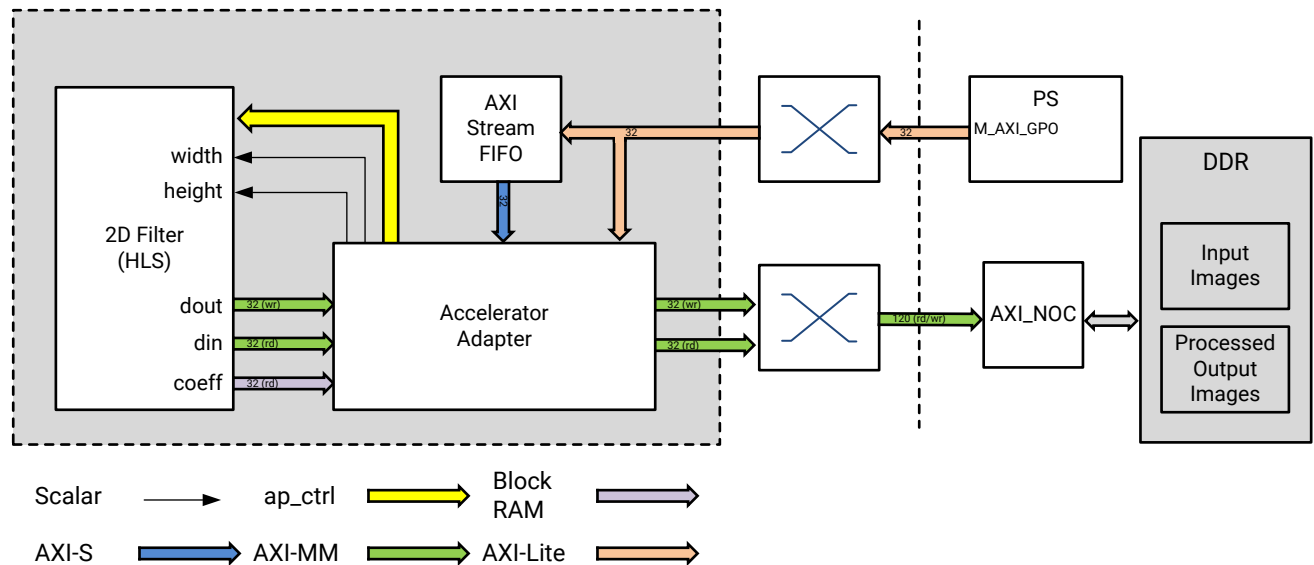 AXI
Stream
FIFO
32
32
PS
M_AXI_GPO
DDR
width
height
32
2D Filter
(HLS)
Input
Images
dout
32 (wr)
Accelerator
Adapter
32 (wr)
120 (rd/wr)
AXI_NOC
din
32 (rd)
32 (rd)
Processed
Output
Images
coeff
32 (rd)
Scalar
ap_ctrl
Block
RAM
AXI-S
AXI-MM
AXI-Lite